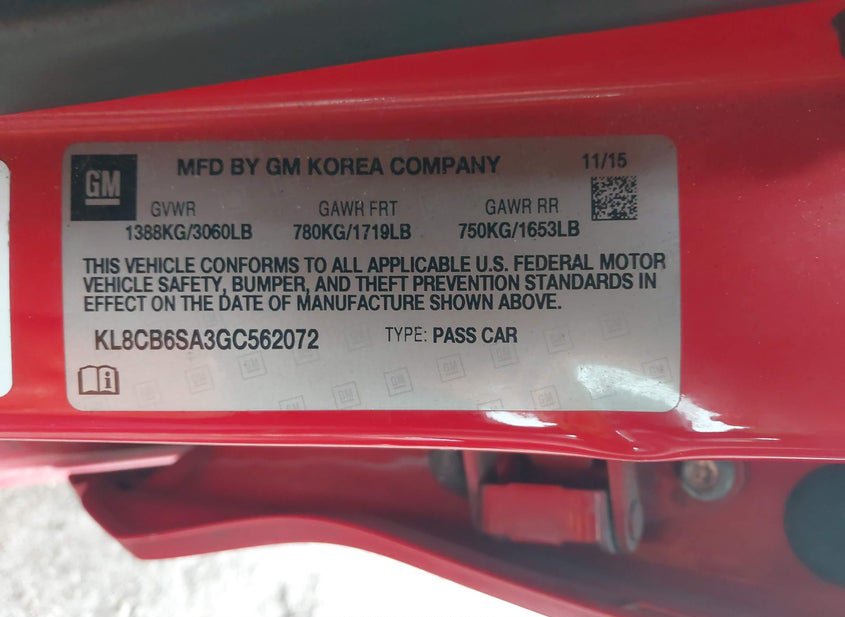 GM
MFD BY GM KOREA COMPANY
11/15
GVWR GAWR FRT GAWR RR
1388KG/3060LB 780KG/1719LB 750KG/1653LB
THIS VEHICLE CONFORMS TO ALL APPLICABLE U.S. FEDERAL MOTOR
VEHICLE SAFETY, BUMPER, AND THEFT PREVENTION STANDARDS IN
EFFECT ON THE DATE OF MANUFACTURE SHOWN ABOVE.
KL8CB6SA3GC562072 TYPE: PASS CAR